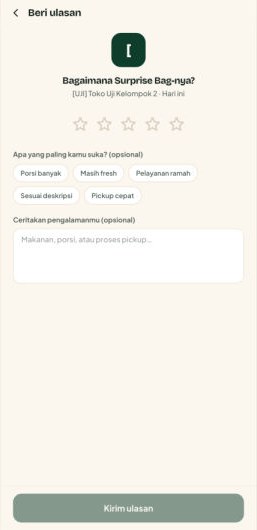 Beri ulasan
[
Bagaimana Surprise Bag-nya?
[UJI] Toko Uji Kelompok 2 · Hari ini
Apa yang paling kamu suka? (opsional)
Porsi banyak
Masih fresh
Pelayanan ramah
Sesuai deskripsi
Pickup cepat
Ceritakan pengalamanmu (opsional)
Makanan, porsi, atau proses pickup...
Kirim ulasan